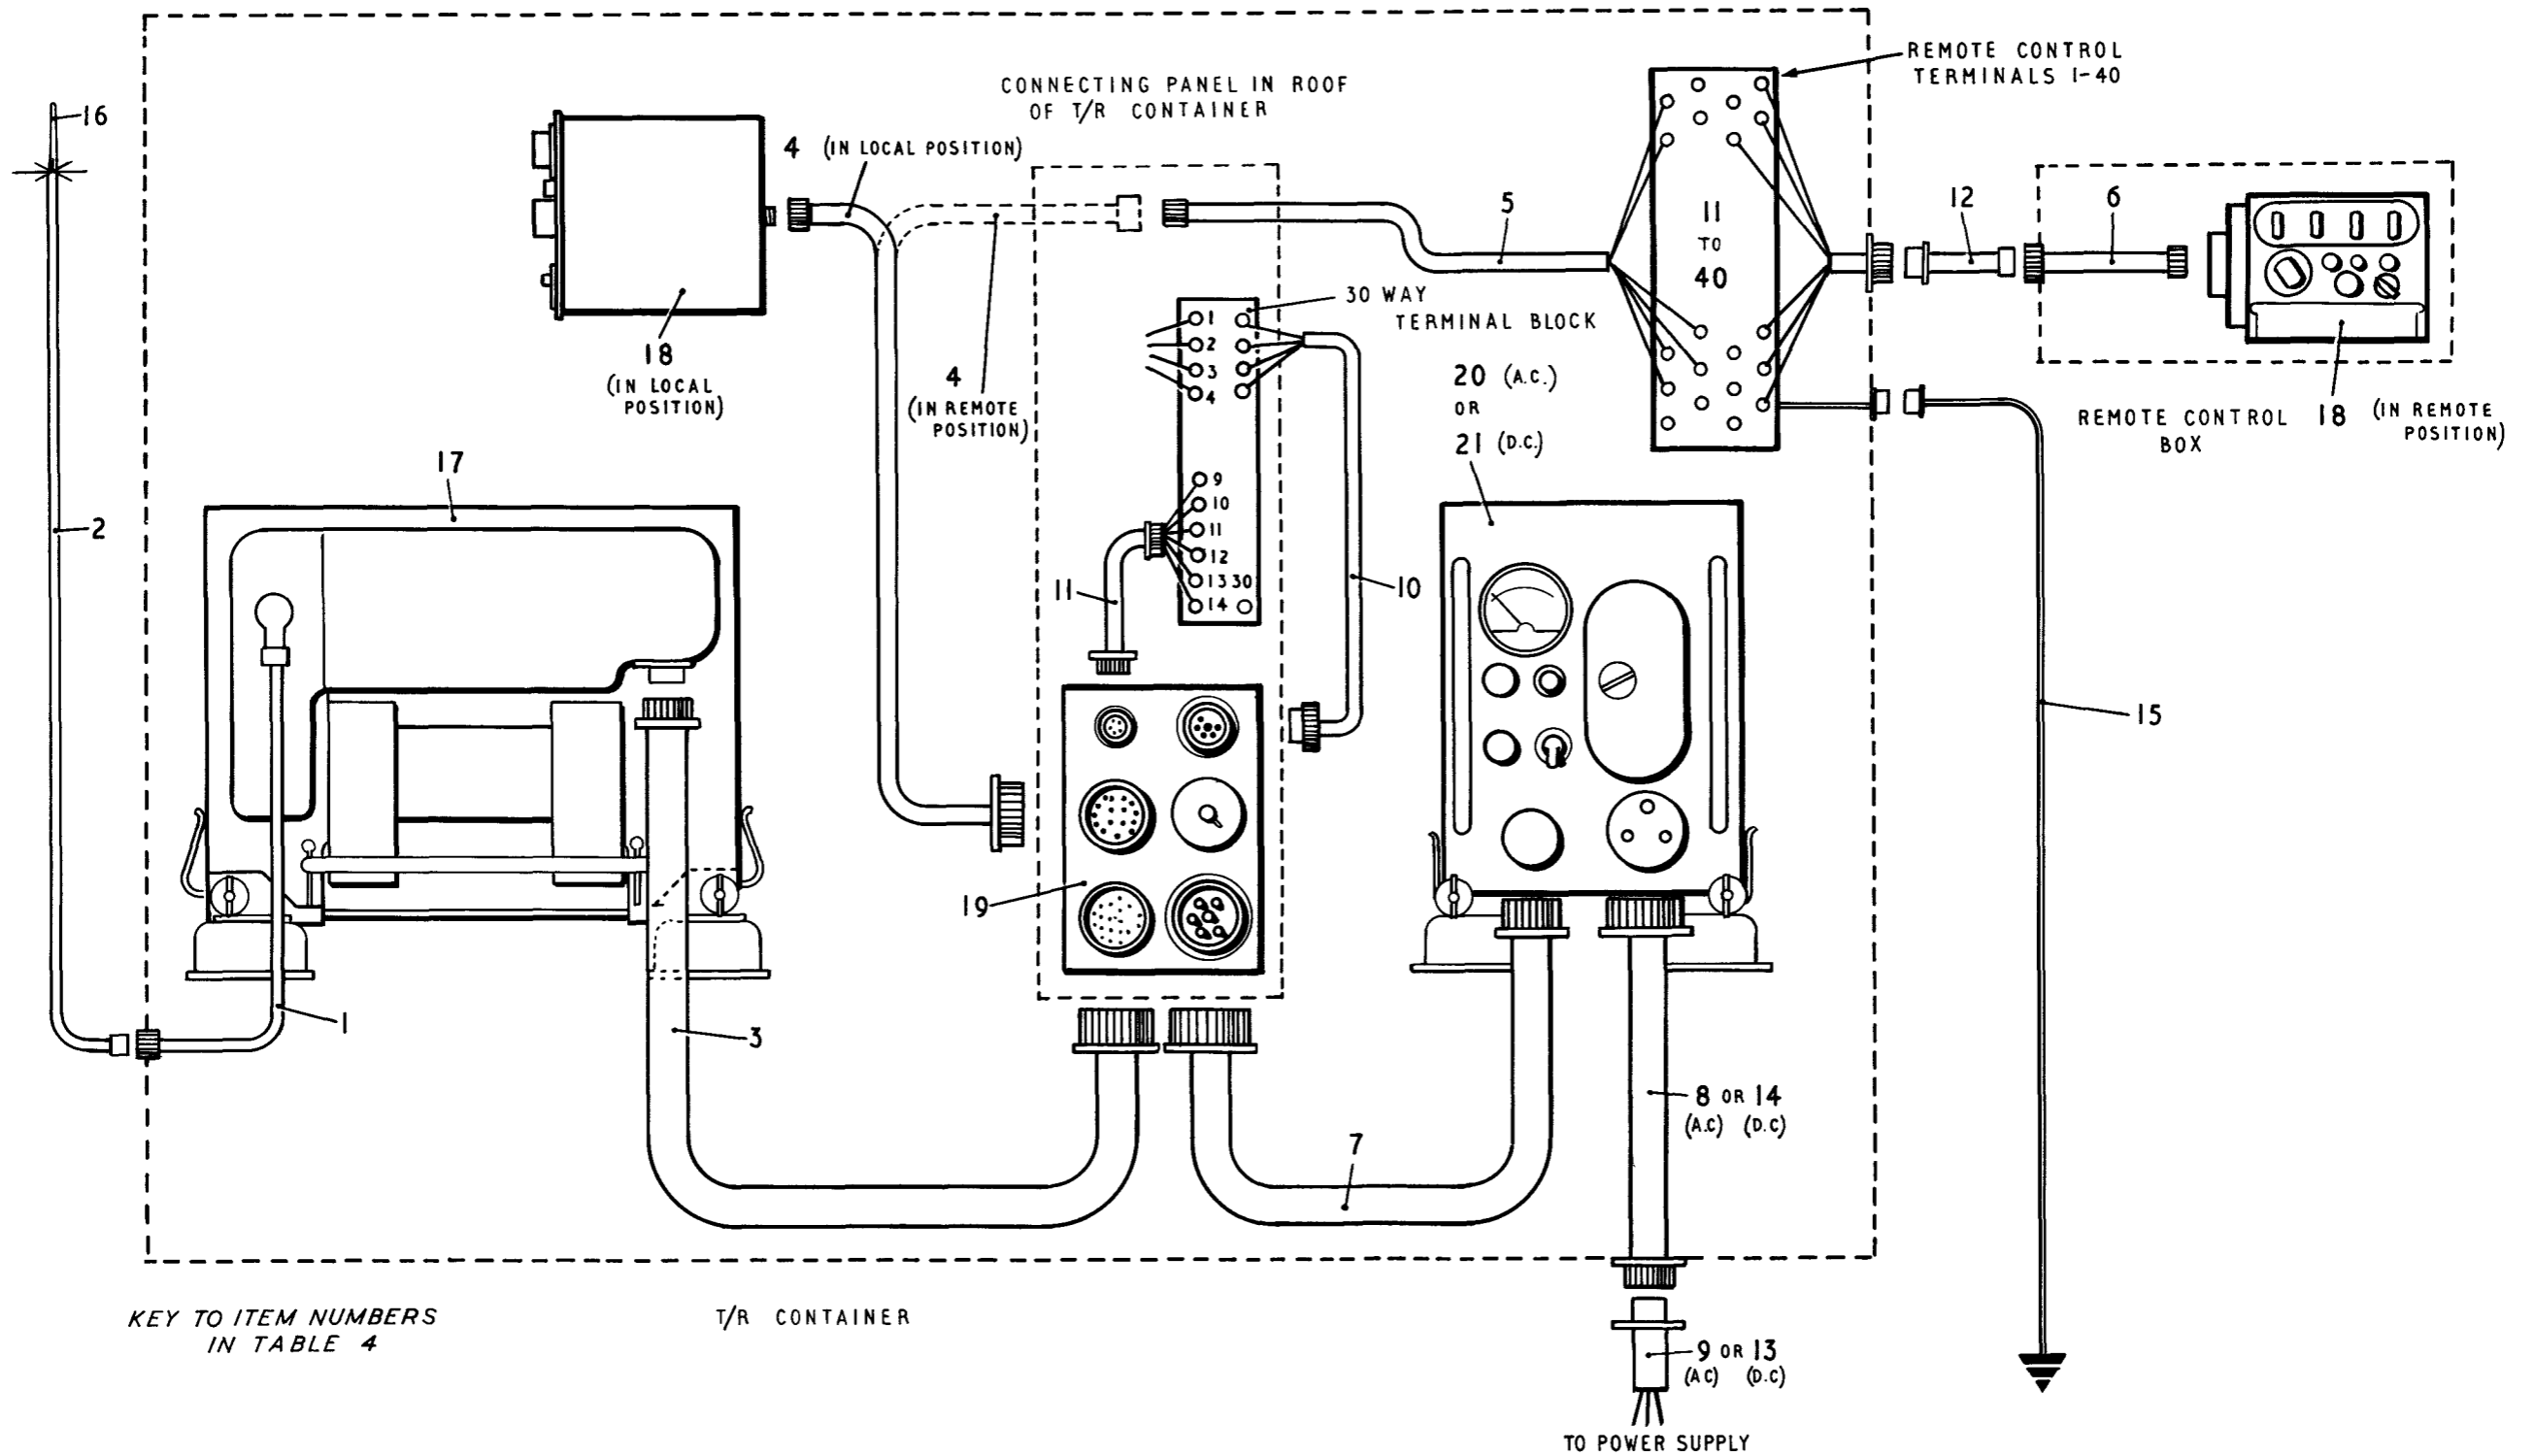 REMOTE CONTROL
TERMINALS 1-40
CONNECTING PANEL IN ROOF
OF T/R CONTAINER
16
4 (IN LOCAL POSITION)
5
11
TO
40
12
6
30 WAY
TERMINAL BLOCK
1
2
3
4
18
(IN LOCAL
POSITION)
4
(IN REMOTE
POSITION)
20 (A.C.)
OR
21 (D.C.)
REMOTE CONTROL
BOX
18 (IN REMOTE
POSITION)
17
2
9
10
11
12
13 30
14
11
10
15
19
1
3
7
8 OR 14
(A.C) (D.C)
KEY TO ITEM NUMBERS
IN TABLE 4
T/R CONTAINER
9 OR 13
(A C) (D.C)
TO POWER SUPPLY